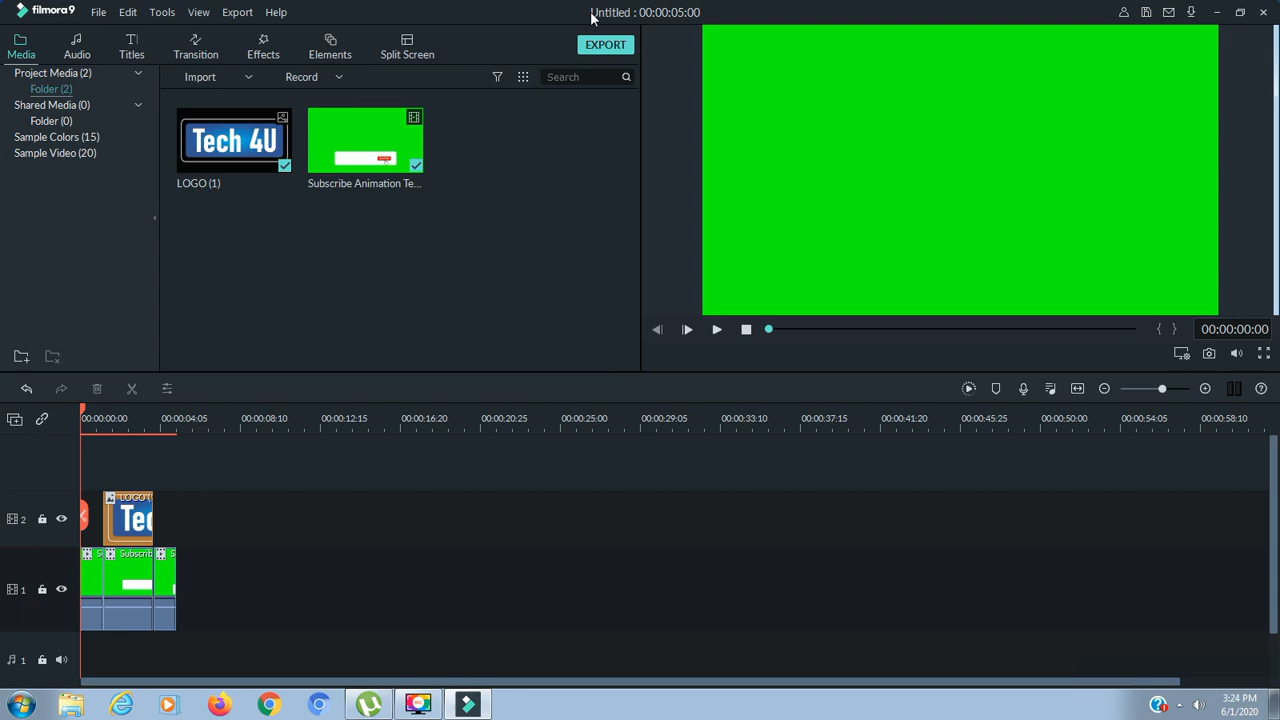 filmora9 File Edit Tools View Export Help Untitled : 00:00:05:00
Media Audio Titles Transition Effects Elements Split Screen EXPORT
Project Media (2) Import Record Search
Folder (2)
Shared Media (0)
Folder (0)
Sample Colors (15)
Sample Video (20)
Tech 4U
LOGO (1) Subscribe Animation Te...
00:00:00:00
00:00:00:00 00:00:04:05 00:00:08:10 00:00:12:15 00:00:16:20 00:00:20:25 00:00:25:00 00:00:29:05 00:00:33:10 00:00:37:15 00:00:41:20 00:00:45:25 00:00:50:00 00:00:54:05 00:00:58:10
LOGO (
2 Tec
S Subscrib S
1
1
3:24 PM
6/1/2020